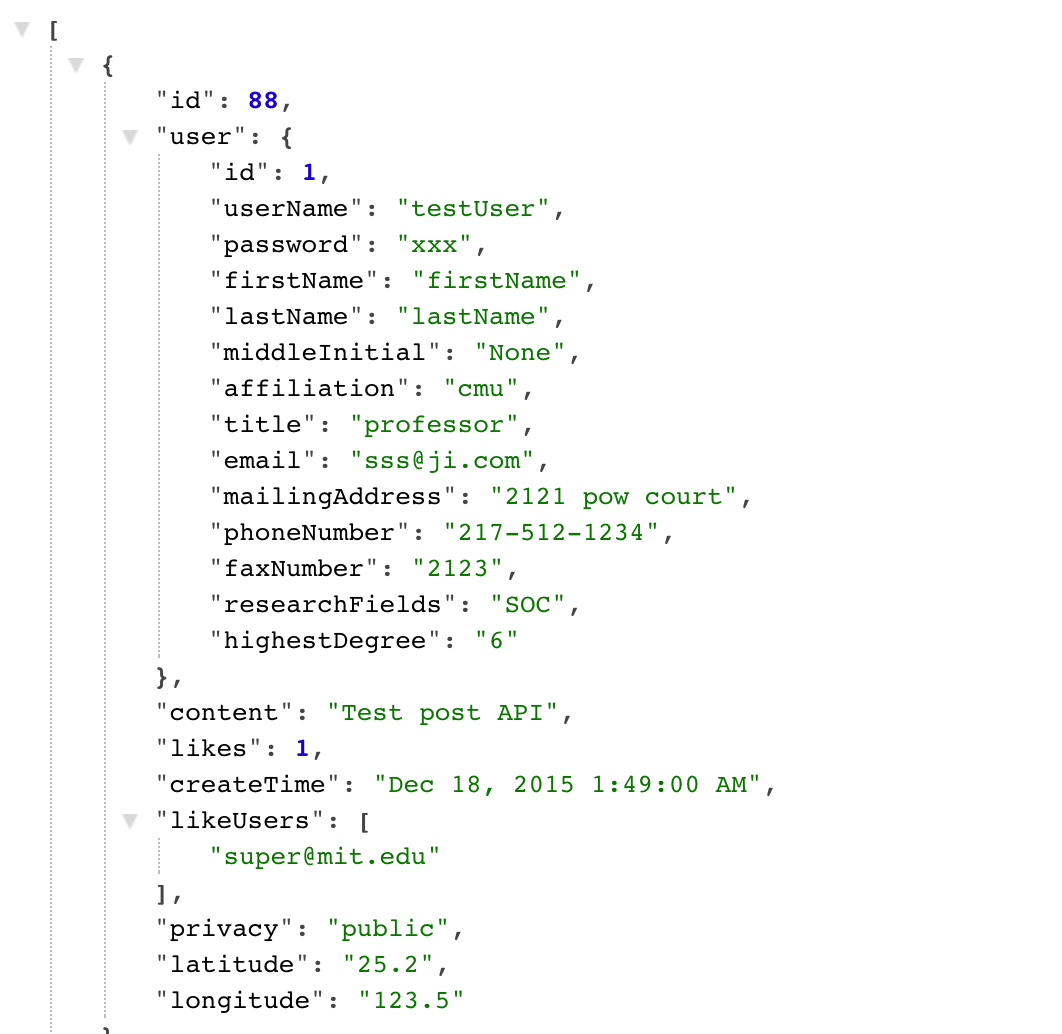 [
{
"id": 88,
"user": {
"id": 1,
"userName": "testUser",
"password": "xxx",
"firstName": "firstName",
"lastName": "lastName",
"middleInitial": "None",
"affiliation": "cmu",
"title": "professor",
"email": "sss@ji.com",
"mailingAddress": "2121 pow court",
"phoneNumber": "217-512-1234",
"faxNumber": "2123",
"researchFields": "SOC",
"highestDegree": "6"
},
"content": "Test post API",
"likes": 1,
"createTime": "Dec 18, 2015 1:49:00 AM",
"likeUsers": [
"super@mit.edu"
],
"privacy": "public",
"latitude": "25.2",
"longitude": "123.5"
}